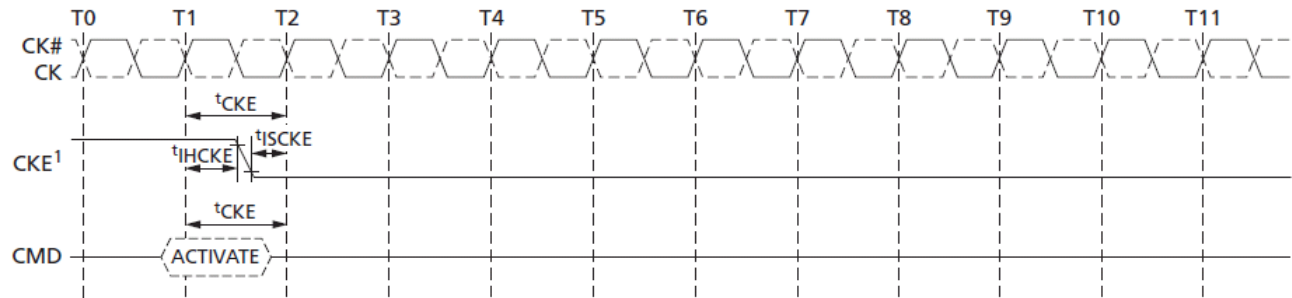 T0 T1 T2 T3 T4 T5 T6 T7 T8 T9 T10 T11
CK#
CK
tCKE
tISCKE
CKE1
tIHCKE
tCKE
CMD
ACTIVATE